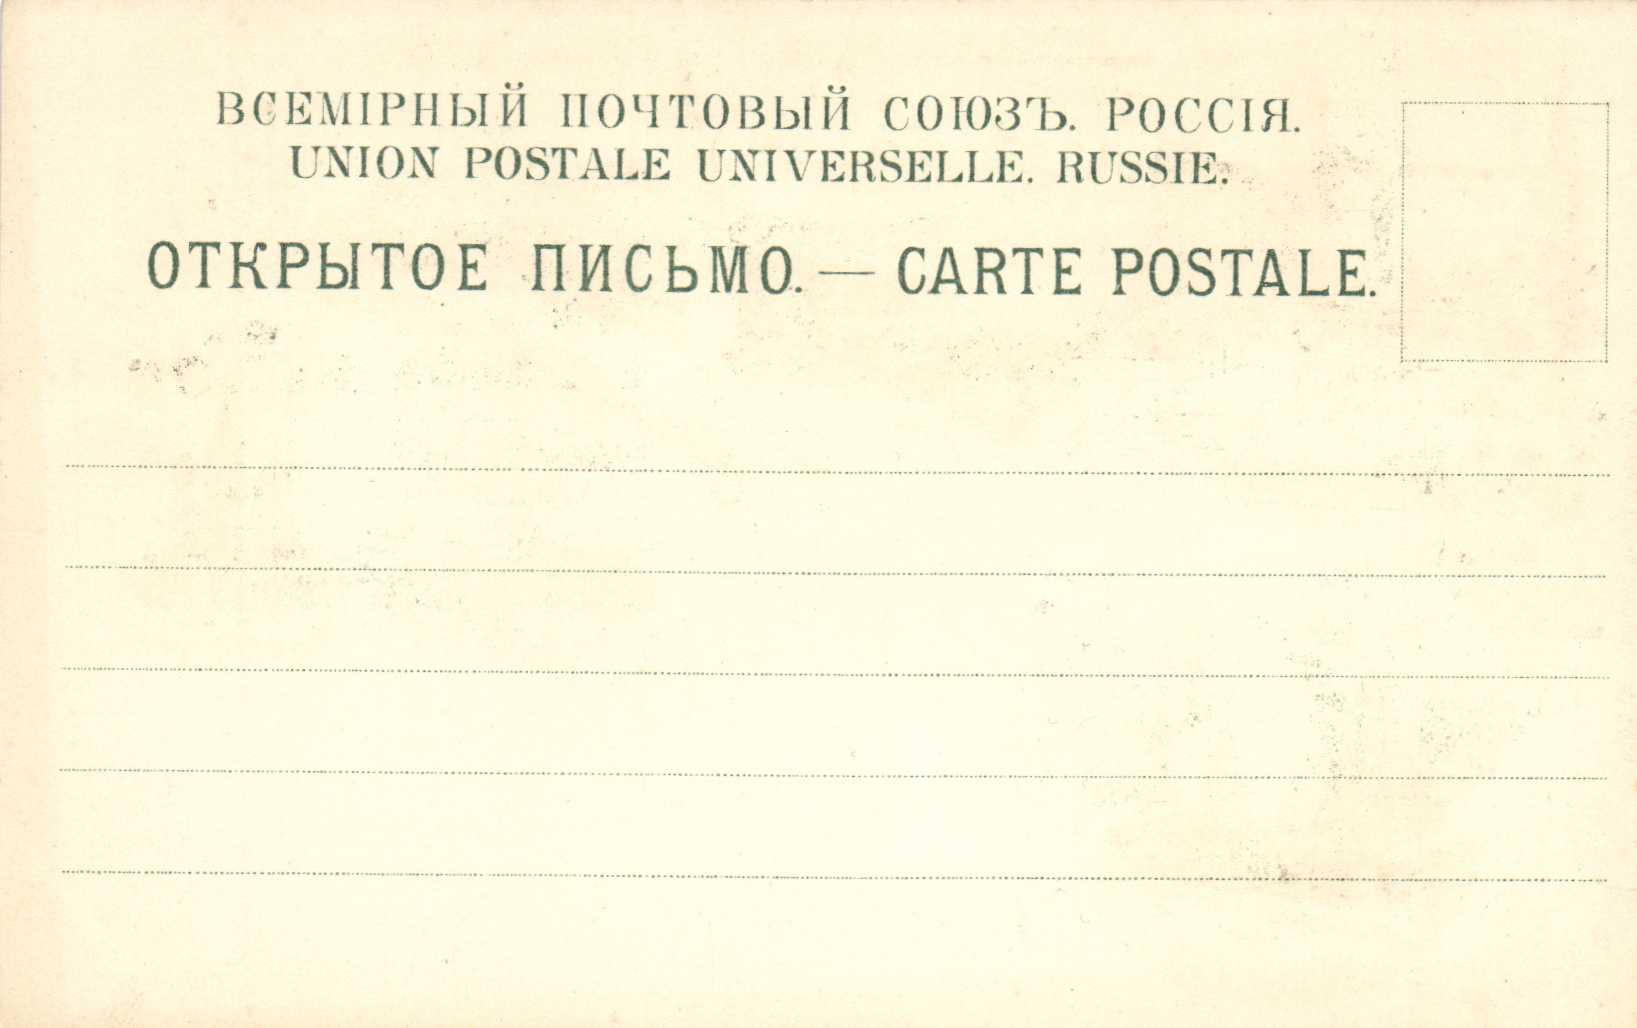 ВСЕМІРНЫЙ ПОЧТОВЫЙ СОЮЗЪ. РОССІЯ.
UNION POSTALE UNIVERSELLE. RUSSIE.
ОТКРЫТОЕ ПИСЬМО. — CARTE POSTALE.